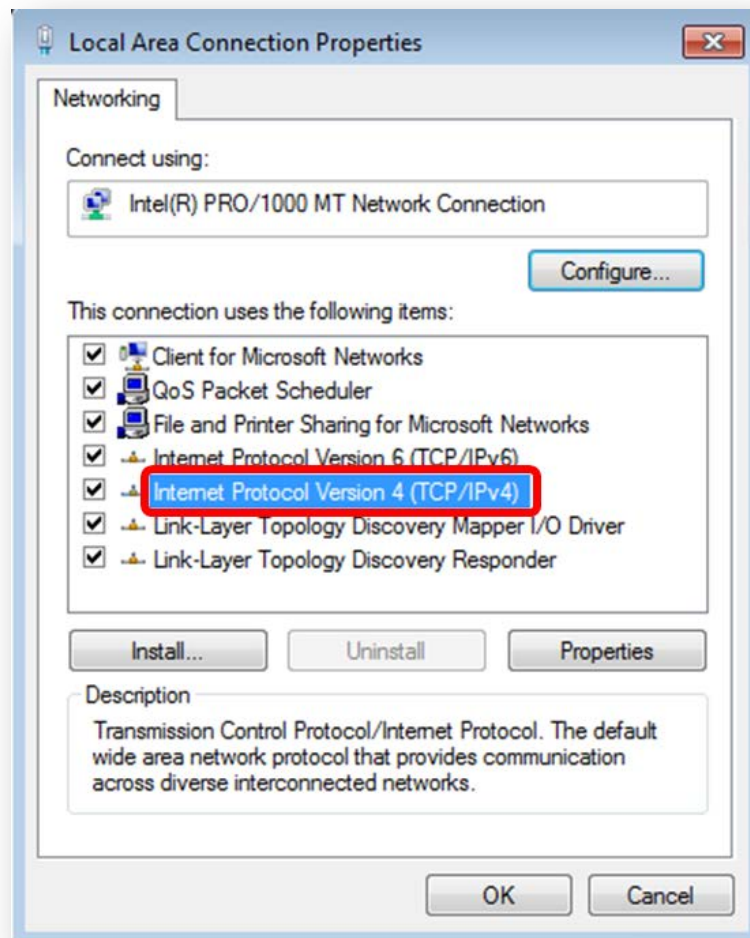 Local Area Connection Properties
Networking
Connect using:
Intel(R) PRO/1000 MT Network Connection
Configure...
This connection uses the following items:
Client for Microsoft Networks
QoS Packet Scheduler
File and Printer Sharing for Microsoft Networks
Internet Protocol Version 6 (TCP/IPv6)
Internet Protocol Version 4 (TCP/IPv4)
Link-Layer Topology Discovery Mapper I/O Driver
Link-Layer Topology Discovery Responder
Install...
Uninstall
Properties
Description
Transmission Control Protocol/Internet Protocol. The default
wide area network protocol that provides communication
across diverse interconnected networks.
OK
Cancel